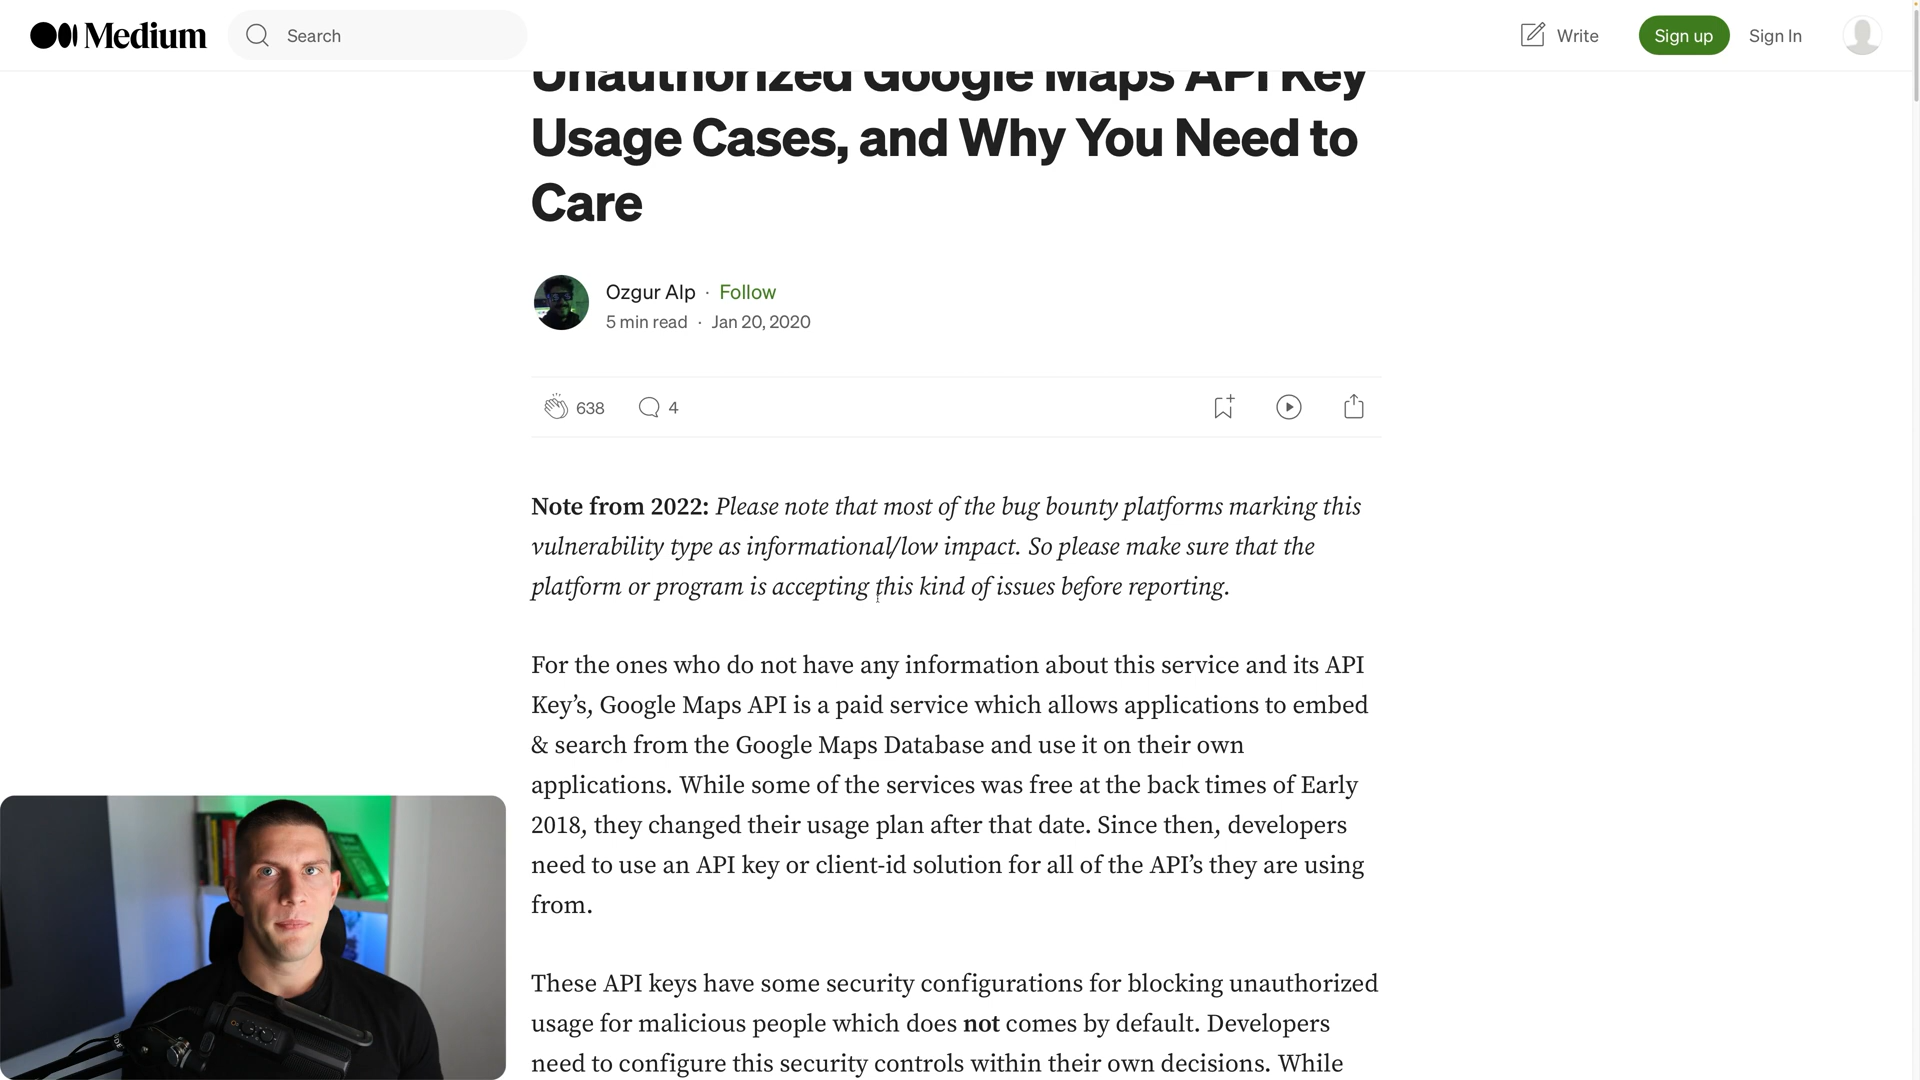 Medium
Search
Write
Sign up
Sign In
Unauthorized Google Maps API Key
Usage Cases, and Why You Need to
Care
Ozgur Alp · Follow
5 min read · Jan 20, 2020
638
4
Note from 2022: Please note that most of the bug bounty platforms marking this
vulnerability type as informational/low impact. So please make sure that the
platform or program is accepting this kind of issues before reporting.
For the ones who do not have any information about this service and its API
Key’s, Google Maps API is a paid service which allows applications to embed
& search from the Google Maps Database and use it on their own
applications. While some of the services was free at the back times of Early
2018, they changed their usage plan after that date. Since then, developers
need to use an API key or client-id solution for all of the API’s they are using
from.
These API keys have some security configurations for blocking unauthorized
usage for malicious people which does not comes by default. Developers
need to configure this security controls within their own decisions. While